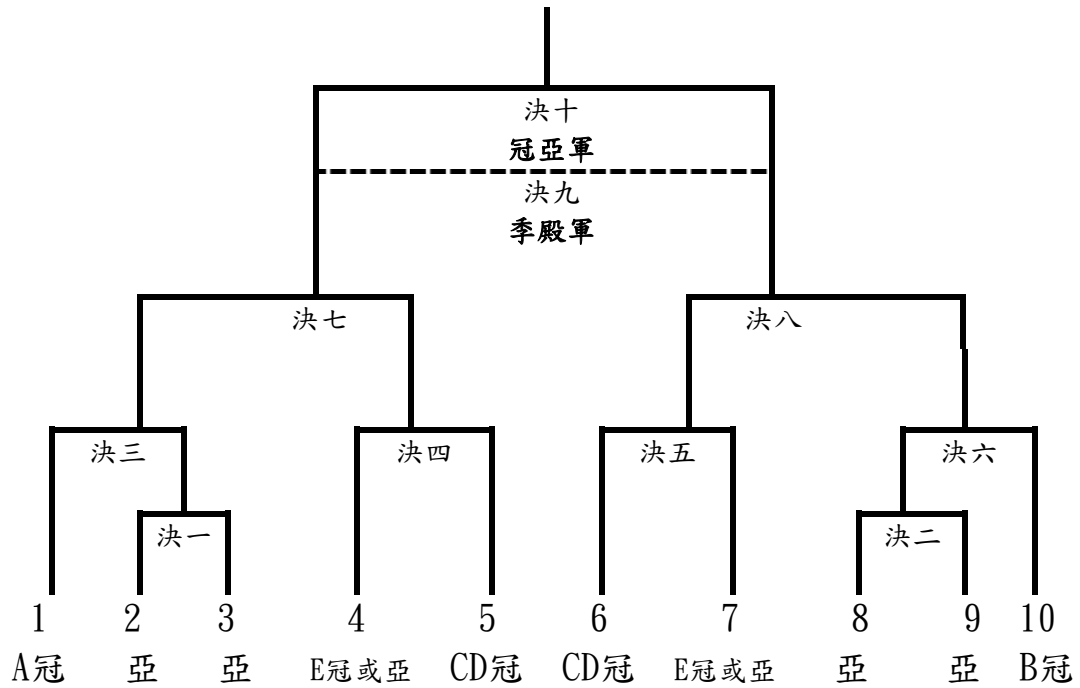 決十
冠亞軍
決九
季殿軍
決七 決八
決三 決四 決五 決六
決一 決二
1 2 3 4 5 6 7 8 9 10
A冠 亞 亞 E冠或亞 CD冠 CD冠 E冠或亞 亞 亞 B冠